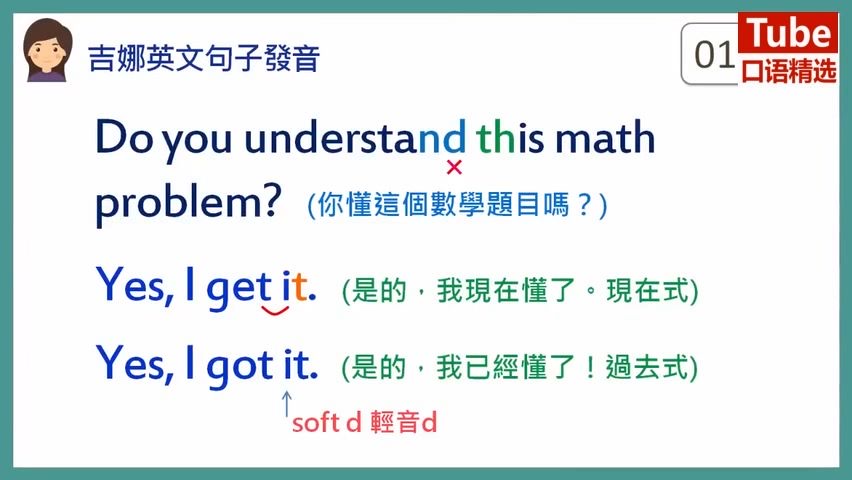 吉娜英文句子發音
01
Tube
口语精选
Do you understand this math
×
problem? (你懂這個數學題目嗎？)
Yes, I get it. (是的，我現在懂了。現在式)
Yes, I got it. (是的，我已經懂了！過去式)
soft d 輕音d